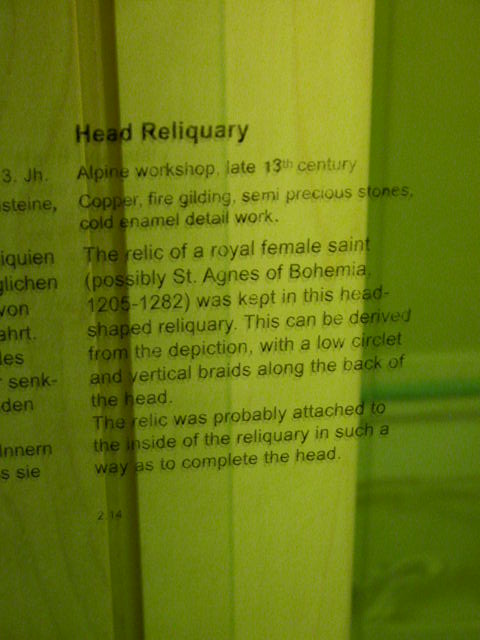 Head Reliquary
3. Jh.
Alpine workshop, late 13th century
steine,
Copper, fire gilding, semi precious stones,
cold enamel detail work.
iquien
The relic of a royal female saint
glichen
(possibly St. Agnes of Bohemia,
von
1205-1282) was kept in this head-
ahrt.
shaped reliquary. This can be derived
les
from the depiction, with a low circlet
r senk-
and vertical braids along the back of
den
the head.
The relic was probably attached to
Innern
the inside of the reliquary in such a
s sie
way as to complete the head.
2.14